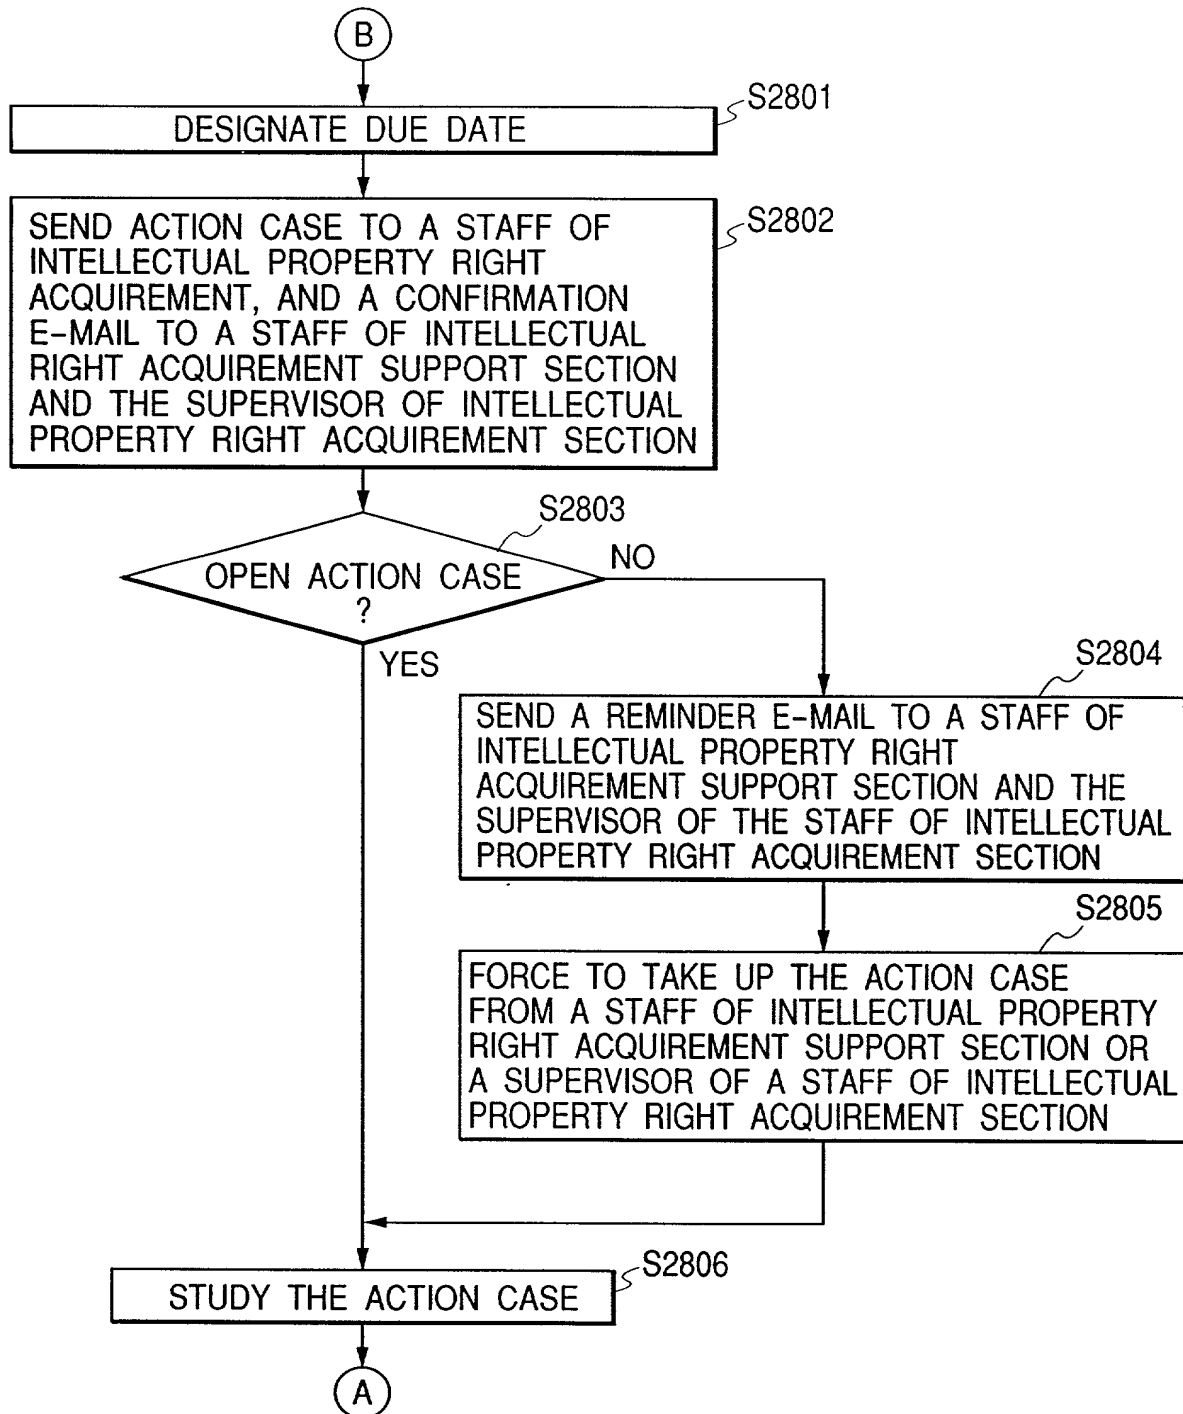 B
S2801
DESIGNATE DUE DATE
S2802
SEND ACTION CASE TO A STAFF OF
INTELLECTUAL PROPERTY RIGHT
ACQUIREMENT, AND A CONFIRMATION
E-MAIL TO A STAFF OF INTELLECTUAL
RIGHT ACQUIREMENT SUPPORT SECTION
AND THE SUPERVISOR OF INTELLECTUAL
PROPERTY RIGHT ACQUIREMENT SECTION
S2803
OPEN ACTION CASE
?
NO
YES
S2804
SEND A REMINDER E-MAIL TO A STAFF OF
INTELLECTUAL PROPERTY RIGHT
ACQUIREMENT SUPPORT SECTION AND THE
SUPERVISOR OF THE STAFF OF INTELLECTUAL
PROPERTY RIGHT ACQUIREMENT SECTION
S2805
FORCE TO TAKE UP THE ACTION CASE
FROM A STAFF OF INTELLECTUAL PROPERTY
RIGHT ACQUIREMENT SUPPORT SECTION OR
A SUPERVISOR OF A STAFF OF INTELLECTUAL
PROPERTY RIGHT ACQUIREMENT SECTION
S2806
STUDY THE ACTION CASE
A